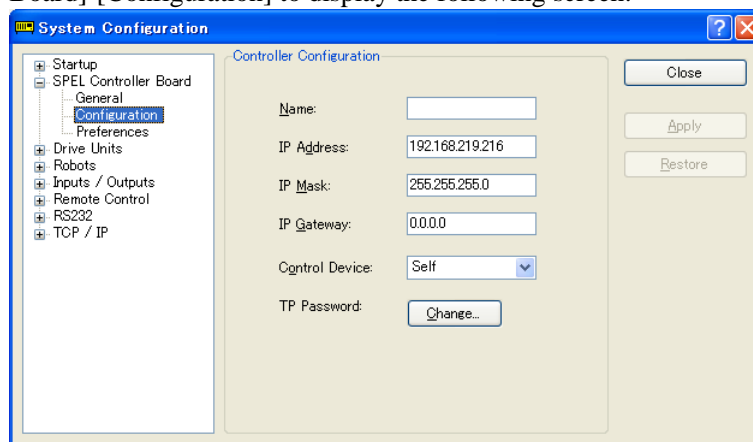 Board]-[Configuration] to display the following screen.
System Configuration
Startup
SPEL Controller Board
General
Configuration
Preferences
Drive Units
Robots
Inputs / Outputs
Remote Control
RS232
TCP / IP
Controller Configuration
Name:
IP Address: 192.168.219.216
IP Mask: 255.255.255.0
IP Gateway: 0.0.0.0
Control Device: Self
TP Password: Change...
Close
Apply
Restore